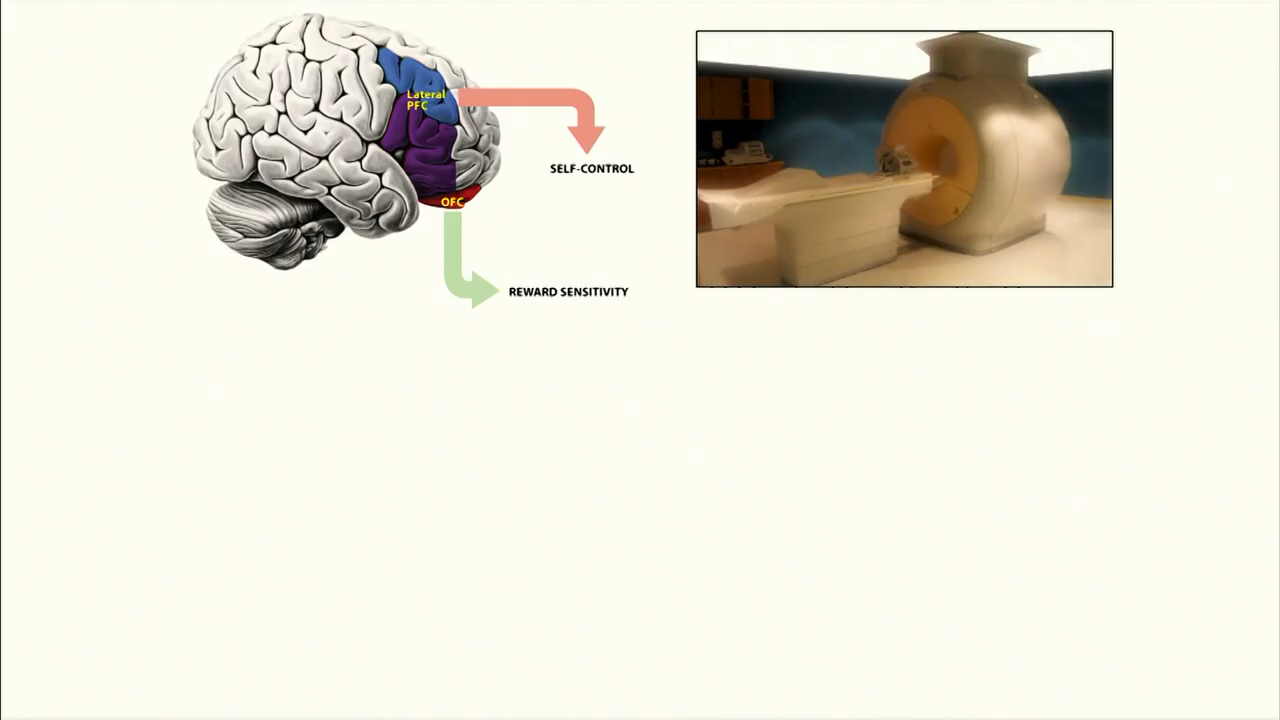 Lateral
PFC
SELF-CONTROL
OFC
REWARD SENSITIVITY